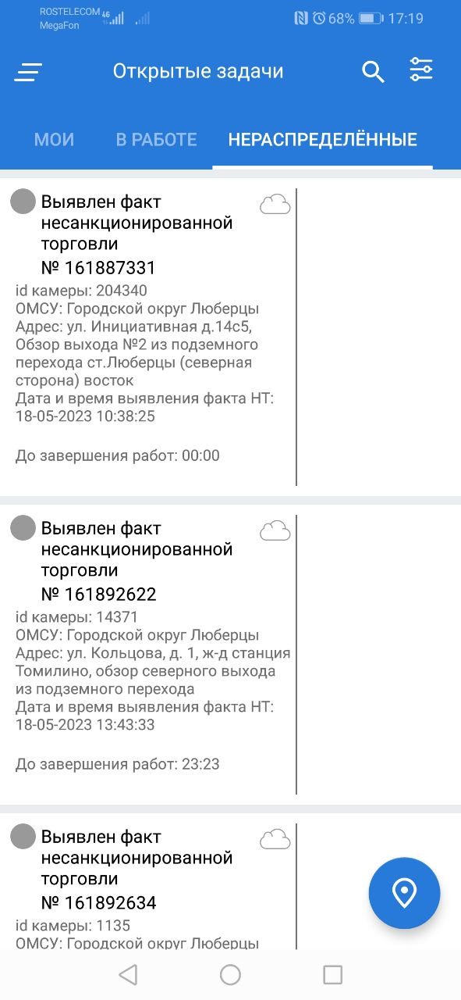 ROSTELECOM 4G
MegaFon
68% 17:19
Открытые задачи
МОИ В РАБОТЕ НЕРАСПРЕДЕЛЁННЫЕ
Выявлен факт
несанкционированной
торговли
№ 161887331
id камеры: 204340
ОМСУ: Городской округ Люберцы
Адрес: ул. Инициативная д.14с5,
Обзор выхода №2 из подземного
перехода ст.Люберцы (северная
сторона) восток
Дата и время выявления факта НТ:
18-05-2023 10:38:25
До завершения работ: 00:00
Выявлен факт
несанкционированной
торговли
№ 161892622
id камеры: 14371
ОМСУ: Городской округ Люберцы
Адрес: ул. Кольцова, д. 1, ж-д станция
Томилино, обзор северного выхода
из подземного перехода
Дата и время выявления факта НТ:
18-05-2023 13:43:33
До завершения работ: 23:23
Выявлен факт
несанкционированной
торговли
№ 161892634
id камеры: 1135
ОМСУ: Городской округ Люберцы